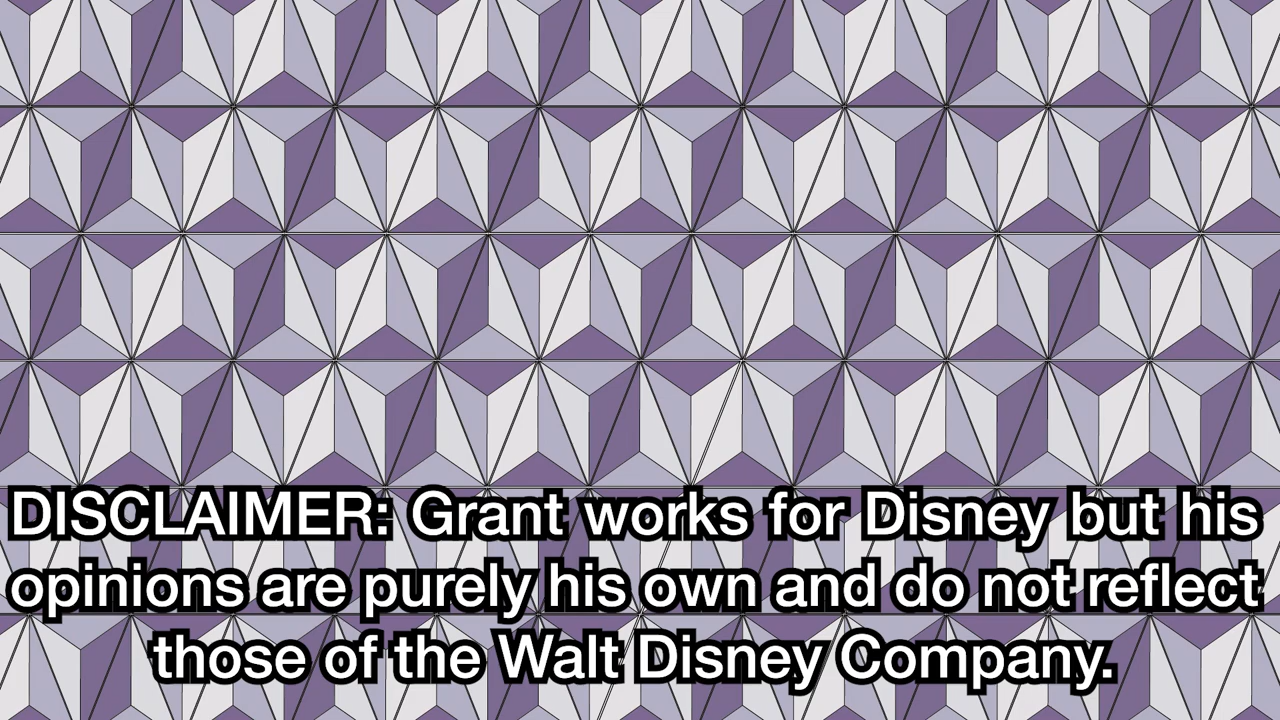 DISCLAIMER: Grant works for Disney but his
opinions are purely his own and do not reflect
those of the Walt Disney Company.